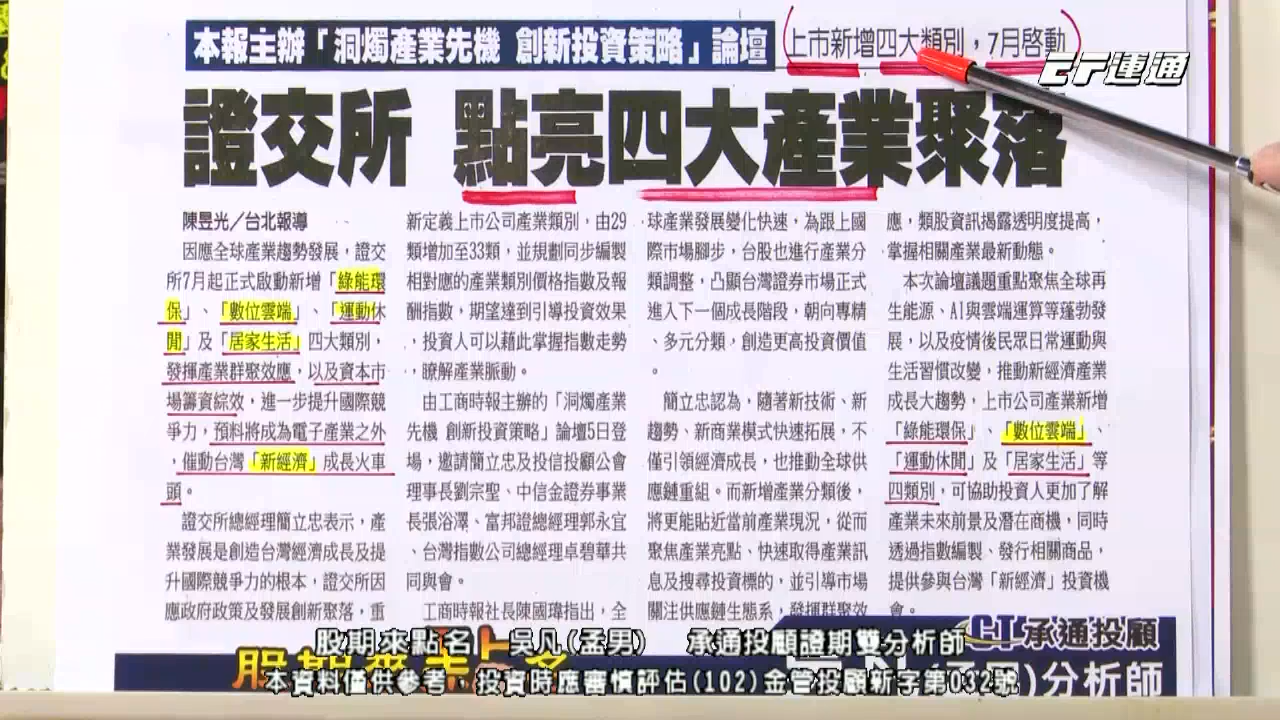 本報主辦「洞燭產業先機 創新投資策略」論壇
上市新增四大類別，7月啓動
CT運通
證交所 點亮四大產業聚落
陳昱光／台北報導
因應全球產業趨勢發展，證交
所7月起正式啟動新增「綠能環
保」、「數位雲端」、「運動休
閒」及「居家生活」四大類別，
發揮產業群聚效應，以及資本市
場籌資綜效，進一步提升國際競
爭力，預料將成為電子產業之外
，催動台灣「新經濟」成長火車
頭。
證交所總經理簡立忠表示，產
業發展是創造台灣經濟成長及提
升國際競爭力的根本，證交所因
應政府政策及發展創新聚落，重
新定義上市公司產業類別，由29
類增加至33類，並規劃同步編製
相對應的產業類別價格指數及報
酬指數，期望達到引導投資效果
，投資人可以藉此掌握指數走勢
，瞭解產業脈動。
由工商時報主辦的「洞燭產業
先機 創新投資策略」論壇5日登
場，邀請簡立忠及投信投顧公會
理事長劉宗聖、中信金證券事業
長張浴澤、富邦證總經理郭永宜
、台灣指數公司總經理卓碧華共
同與會。
工商時報社長陳國瑋指出，全
球產業發展變化快速，為跟上國
際市場腳步，台股也進行產業分
類調整，凸顯台灣證券市場正式
進入下一個成長階段，朝向專精
、多元分類，創造更高投資價值
。
簡立忠認為，隨著新技術、新
趨勢、新商業模式快速拓展，不
僅引領經濟成長，也推動全球供
應鏈重組。而新增產業分類後，
將更能貼近當前產業現況，從而
聚焦產業亮點、快速取得產業訊
息及搜尋投資標的，並引導市場
關注供應鏈生態系，發揮群聚效
應，類股資訊揭露透明度提高，
掌握相關產業最新動態。
本次論壇議題重點聚焦全球再
生能源、AI與雲端運算等蓬勃發
展，以及疫情後民眾日常運動與
生活習慣改變，推動新經濟產業
成長大趨勢，上市公司產業新增
「綠能環保」、「數位雲端」、
「運動休閒」及「居家生活」等
四類別，可協助投資人更加了解
產業未來前景及潛在商機，同時
透過指數編製、發行相關商品，
提供參與台灣「新經濟」投資機
會。
CT承通投顧
股期來點名 吳凡(孟男) 承通投顧證期雙分析師
本資料僅供參考，投資時應審慎評估(102)金管投顧新字第032號
分析師